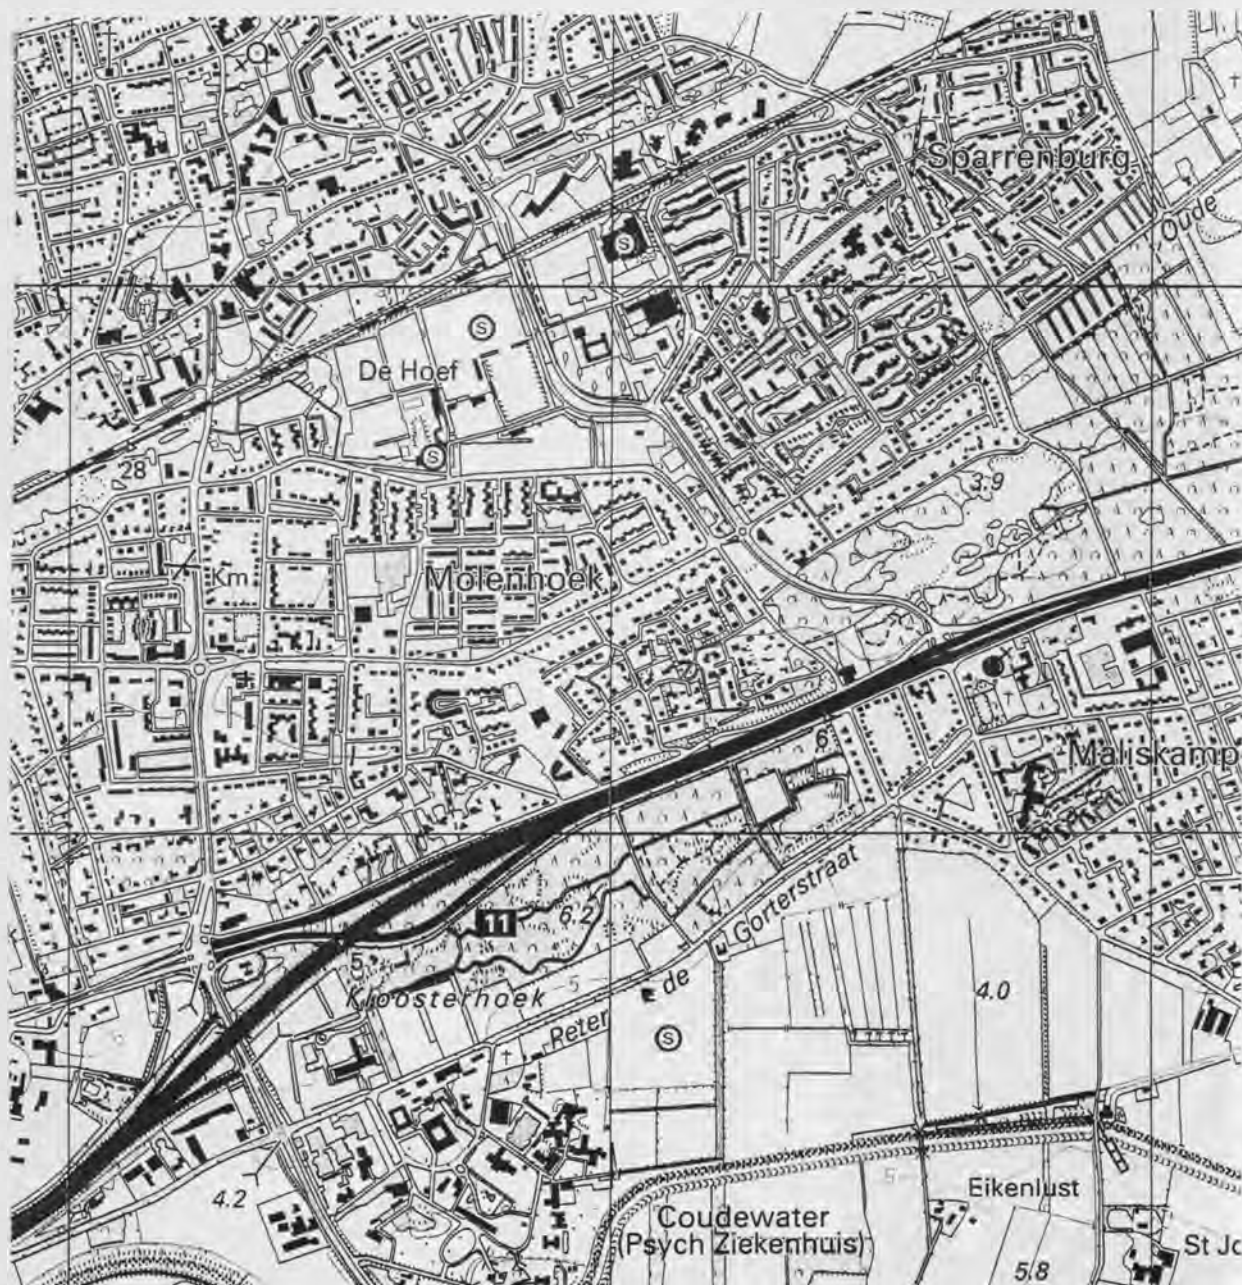 Sparrenburg
Oude
S
S
De Hoef
S
28
3.9
Km
Molenhoek
6
Maliskamp
11
6.2
5
Kloosterhoek
5
Peter de Gorterstraat
4.0
S
4.2
5
Eikenlust
Coudewater
(Psych Ziekenhuis)
St Jo
5.8